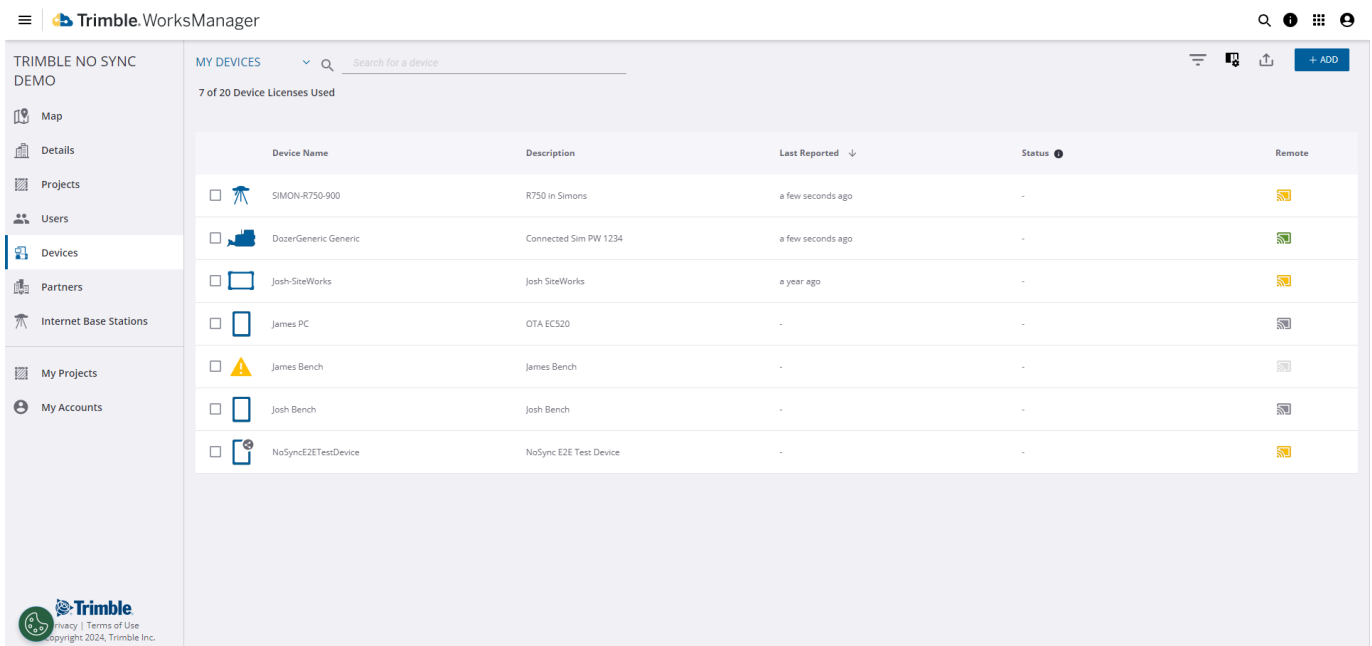 Trimble. WorksManager
TRIMBLE NO SYNC
DEMO
Map
Details
Projects
Users
Devices
Partners
Internet Base Stations
My Projects
My Accounts
Trimble.
Privacy | Terms of Use
Copyright 2024, Trimble Inc.
MY DEVICES
Search for a device
+ ADD
7 of 20 Device Licenses Used
Device Name Description Last Reported Status Remote
SIMON-R750-900 R750 in Simons a few seconds ago -
DozerGeneric Generic Connected Sim PW 1234 a few seconds ago -
Josh-SiteWorks Josh SiteWorks a year ago -
James PC OTA EC520 - -
James Bench James Bench - -
Josh Bench Josh Bench - -
NoSyncE2ETestDevice NoSync E2E Test Device - -